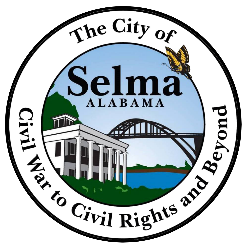 The City of
Selma
ALABAMA
Civil War to Civil Rights and Beyond